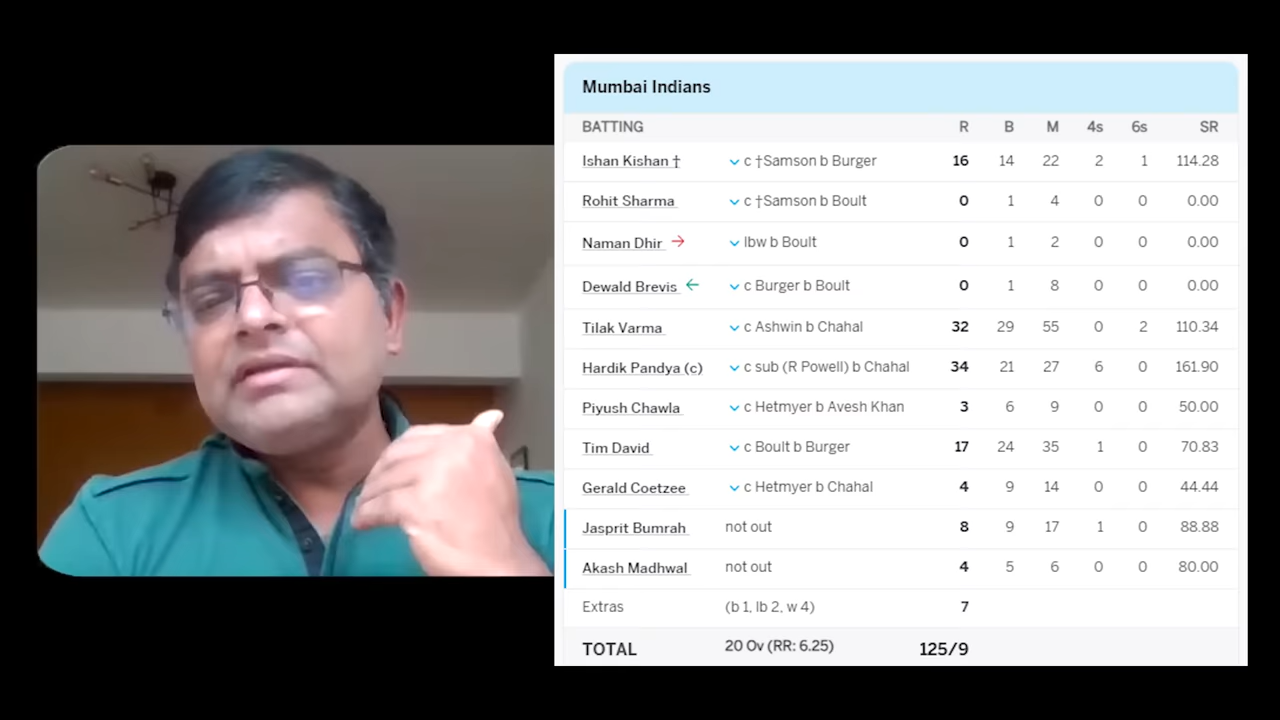 Mumbai Indians
BATTING R B M 4s 6s SR
Ishan Kishan † c †Samson b Burger 16 14 22 2 1 114.28
Rohit Sharma c †Samson b Boult 0 1 4 0 0 0.00
Naman Dhir → lbw b Boult 0 1 2 0 0 0.00
Dewald Brevis ← c Burger b Boult 0 1 8 0 0 0.00
Tilak Varma c Ashwin b Chahal 32 29 55 0 2 110.34
Hardik Pandya (c) c sub (R Powell) b Chahal 34 21 27 6 0 161.90
Piyush Chawla c Hetmyer b Avesh Khan 3 6 9 0 0 50.00
Tim David c Boult b Burger 17 24 35 1 0 70.83
Gerald Coetzee c Hetmyer b Chahal 4 9 14 0 0 44.44
Jasprit Bumrah not out 8 9 17 1 0 88.88
Akash Madhwal not out 4 5 6 0 0 80.00
Extras (b 1, lb 2, w 4) 7
TOTAL 20 Ov (RR: 6.25) 125/9